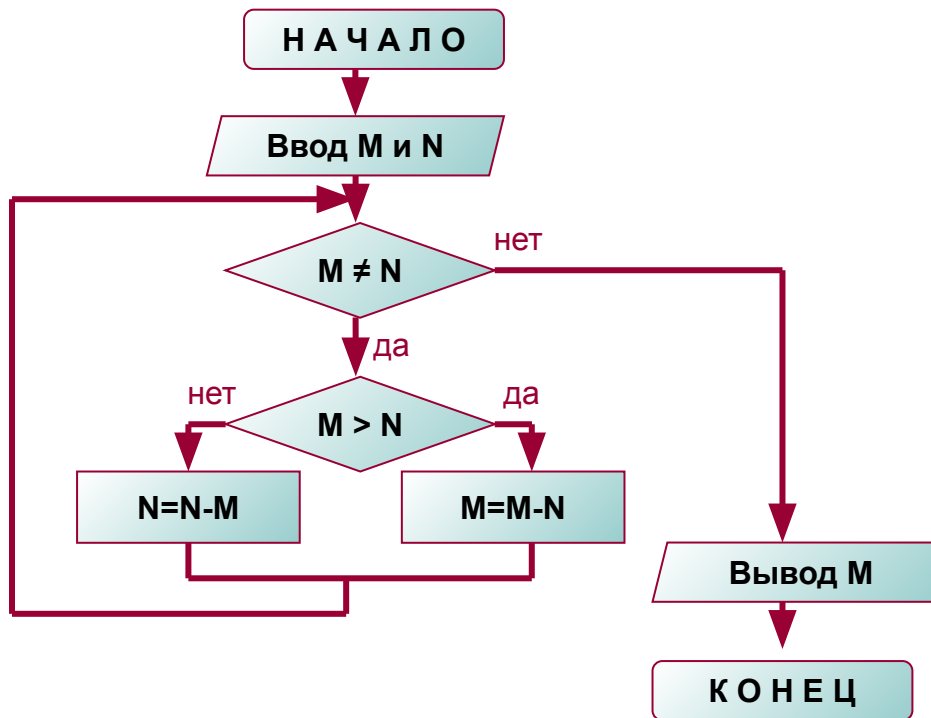 Н А Ч А Л О
Ввод M и N
M ≠ N
нет
да
M > N
нет
да
N=N-M
M=M-N
Вывод M
К О Н Е Ц